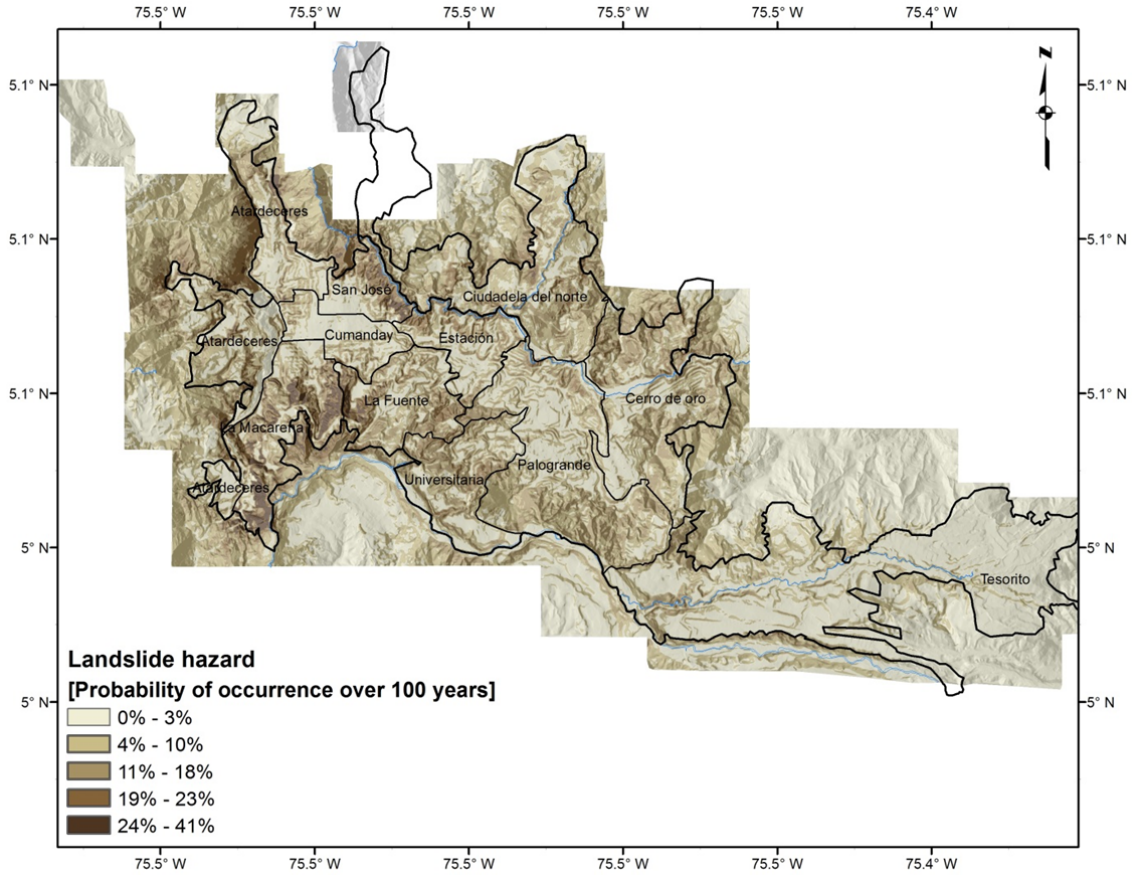 75.5° W 75.5° W 75.5° W 75.5° W 75.5° W 75.4° W
5.1° N 5.1° N
N
Atardeceres
5.1° N 5.1° N
San José Ciudadela del norte
Atardeceres Cumanday Estación
5.1° N 5.1° N
La Fuente Cerro de oro
La Macarena
Palogrande
Atardeceres Universitaria
5° N 5° N
Tesorito
Landslide hazard
[Probability of occurrence over 100 years]
5° N 5° N
0% - 3%
4% - 10%
11% - 18%
19% - 23%
24% - 41%
75.5° W 75.5° W 75.5° W 75.5° W 75.5° W 75.4° W